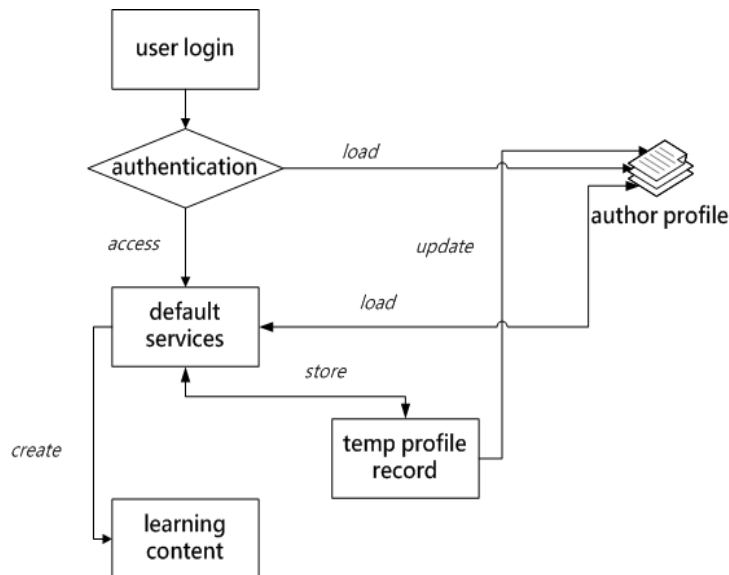 user login
authentication
load
author profile
access
update
default
services
load
store
temp profile
record
create
learning
content